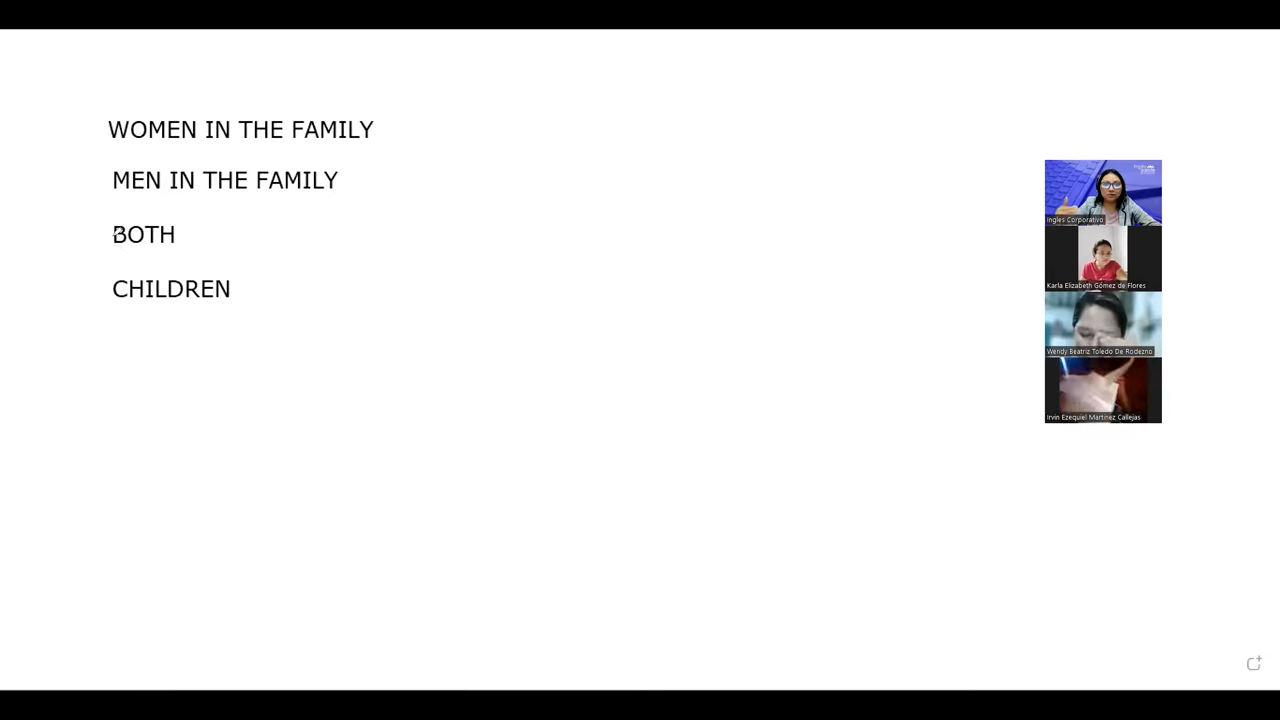 WOMEN IN THE FAMILY
MEN IN THE FAMILY
BOTH
CHILDREN
Ingles Corporativo
Karla Elizabeth Gómez de Flores
Wendy Beatriz Toledo De Rodezno
Irvin Ezequiel Martinez Callejas